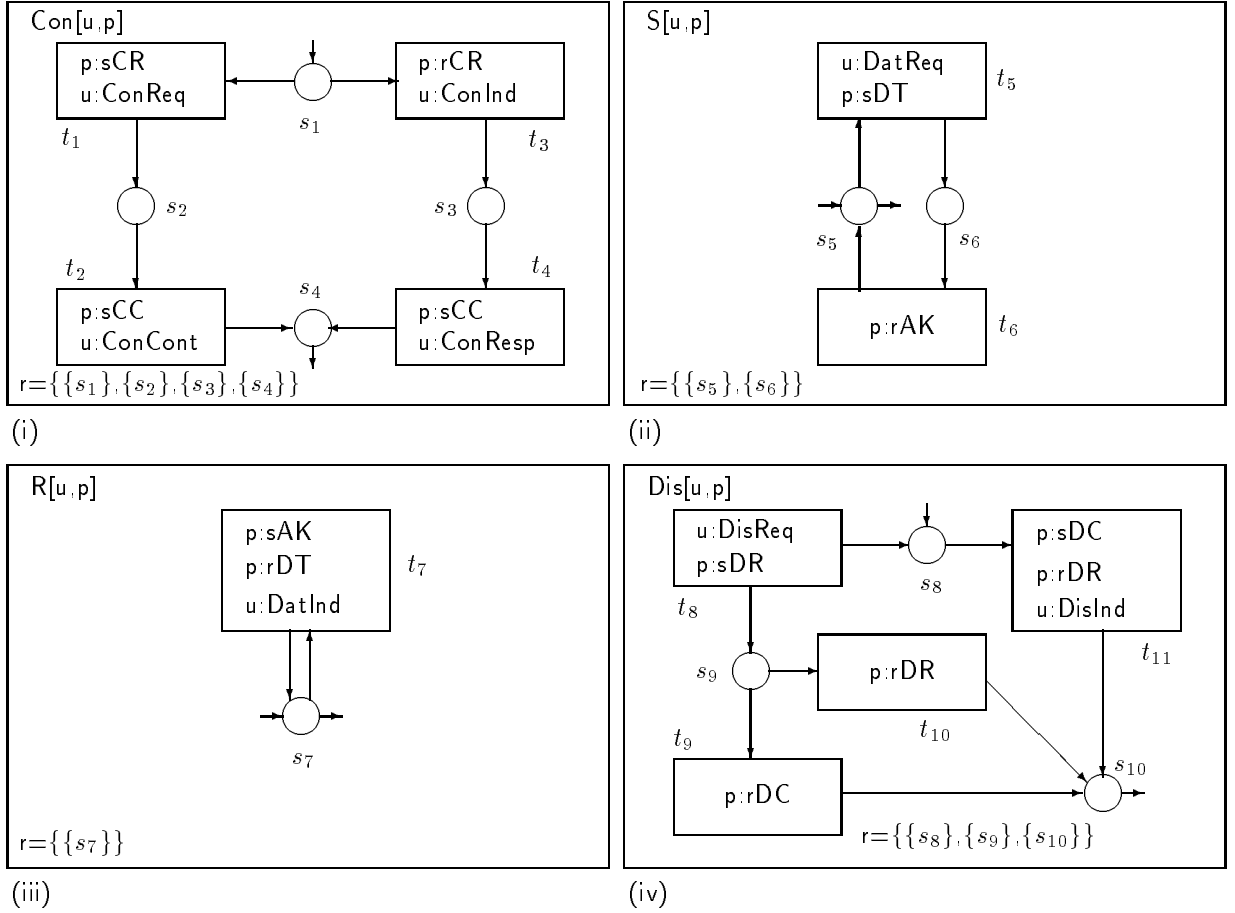 Con[u,p]
p:sCR
u:ConReq
p:rCR
u:ConInd
s1
t1
t3
s2
s3
t2
t4
s4
p:sCC
u:ConCont
p:sCC
u:ConResp
r={{s1},{s2},{s3},{s4}}
(i)
S[u,p]
u:DatReq
p:sDT
t5
s5
s6
p:rAK
t6
r={{s5},{s6}}
(ii)
R[u,p]
p:sAK
p:rDT
u:DatInd
t7
s7
r={{s7}}
(iii)
Dis[u,p]
u:DisReq
p:sDR
p:sDC
p:rDR
u:DisInd
s8
t8
t11
s9
p:rDR
t10
t9
s10
p:rDC
r={{s8},{s9},{s10}}
(iv)